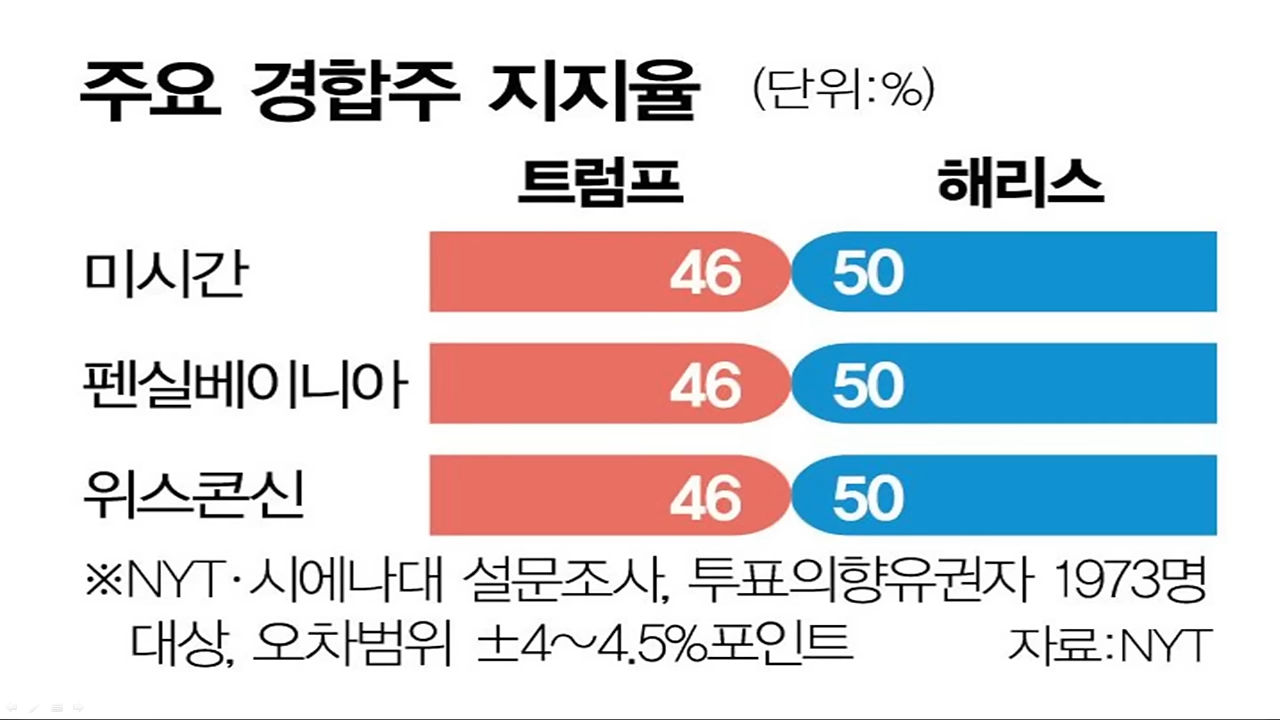 주요 경합주 지지율 (단위:%)
트럼프 해리스
미시간 46 50
펜실베이니아 46 50
위스콘신 46 50
※NYT·시에나대 설문조사, 투표의향유권자 1973명
대상, 오차범위 ±4~4.5%포인트 자료:NYT